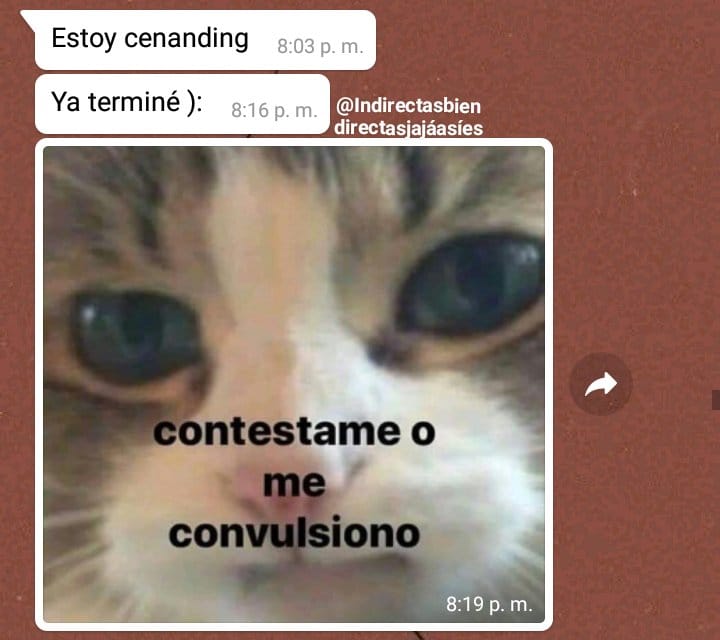 Estoy cenanding 8:03 p. m.
Ya terminé ): 8:16 p. m.
@Indirectasbien
directasjajáasíes
contestame o
me
convulsiono
8:19 p. m.